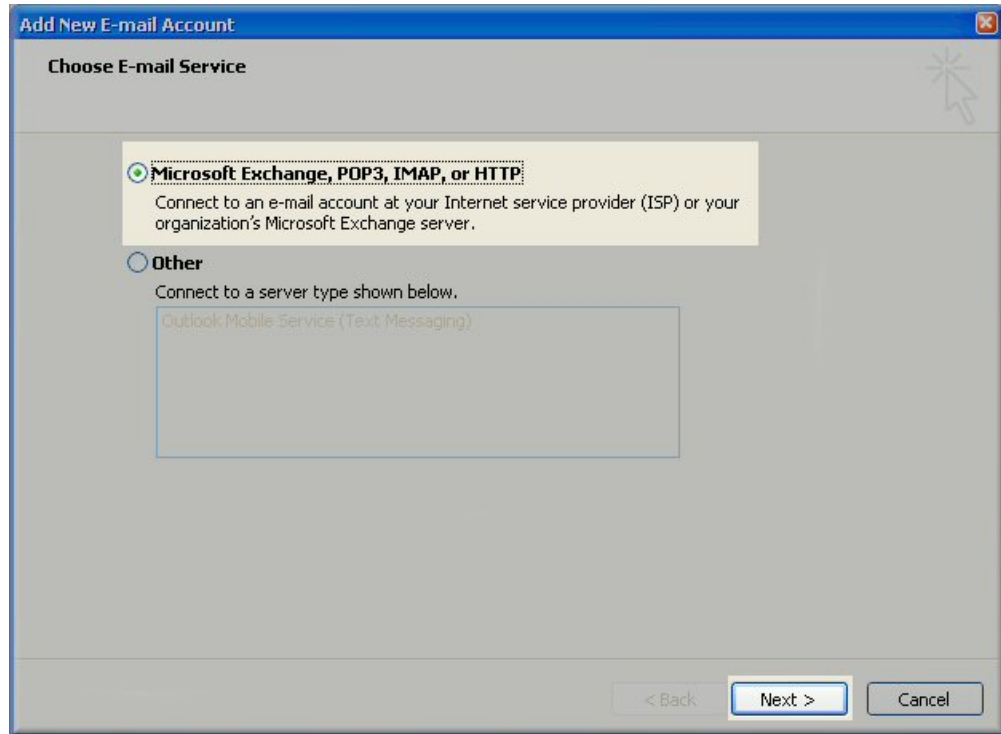 Add New E-mail Account
Choose E-mail Service
Microsoft Exchange, POP3, IMAP, or HTTP
Connect to an e-mail account at your Internet service provider (ISP) or your
organization's Microsoft Exchange server.
Other
Connect to a server type shown below.
Outlook Mobile Service (Text Messaging)
< Back
Next >
Cancel